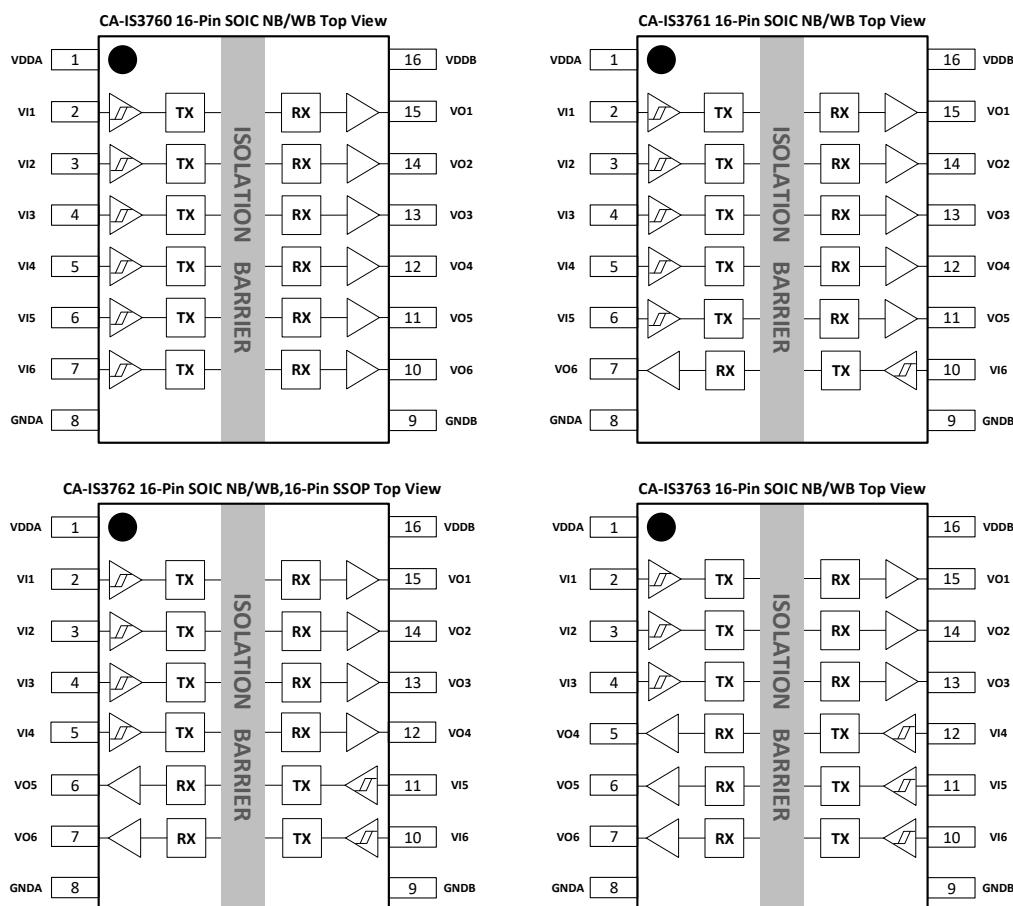 CA-IS3760 16-Pin SOIC NB/WB Top View
VDDA 1 16 VDDB
VI1 2 TX RX 15 VO1
VI2 3 TX RX 14 VO2
VI3 4 TX RX 13 VO3
VI4 5 TX RX 12 VO4
VI5 6 TX RX 11 VO5
VI6 7 TX RX 10 VO6
GNDA 8 9 GNDB
ISOLATION BARRIER
CA-IS3761 16-Pin SOIC NB/WB Top View
VDDA 1 16 VDDB
VI1 2 TX RX 15 VO1
VI2 3 TX RX 14 VO2
VI3 4 TX RX 13 VO3
VI4 5 TX RX 12 VO4
VI5 6 TX RX 11 VO5
VO6 7 RX TX 10 VI6
GNDA 8 9 GNDB
ISOLATION BARRIER
CA-IS3762 16-Pin SOIC NB/WB,16-Pin SSOP Top View
VDDA 1 16 VDDB
VI1 2 TX RX 15 VO1
VI2 3 TX RX 14 VO2
VI3 4 TX RX 13 VO3
VI4 5 TX RX 12 VO4
VO5 6 RX TX 11 VI5
VO6 7 RX TX 10 VI6
GNDA 8 9 GNDB
ISOLATION BARRIER
CA-IS3763 16-Pin SOIC NB/WB Top View
VDDA 1 16 VDDB
VI1 2 TX RX 15 VO1
VI2 3 TX RX 14 VO2
VI3 4 TX RX 13 VO3
VO4 5 RX TX 12 VI4
VO5 6 RX TX 11 VI5
VO6 7 RX TX 10 VI6
GNDA 8 9 GNDB
ISOLATION BARRIER